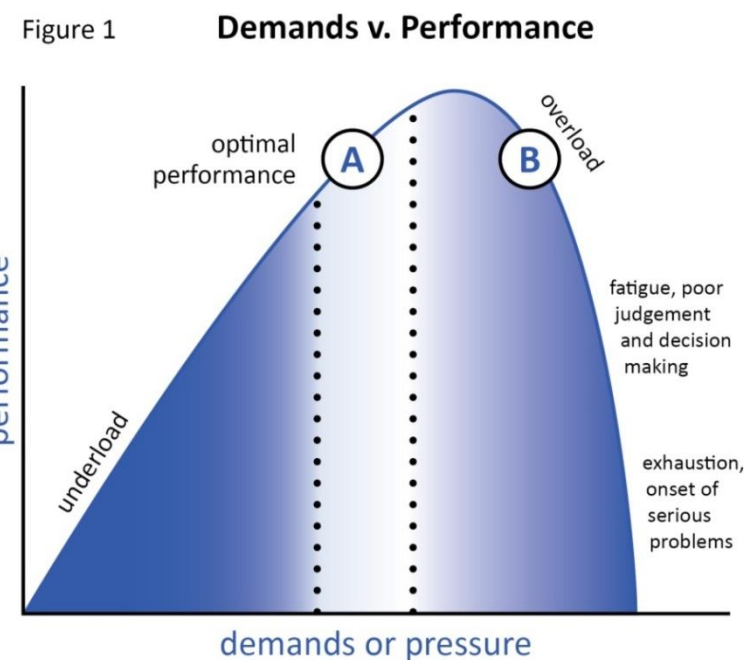 Figure 1
Demands v. Performance
optimal
performance
A
B
overload
underload
fatigue, poor
judgement
and decision
making
exhaustion,
onset of
serious
problems
performance
demands or pressure